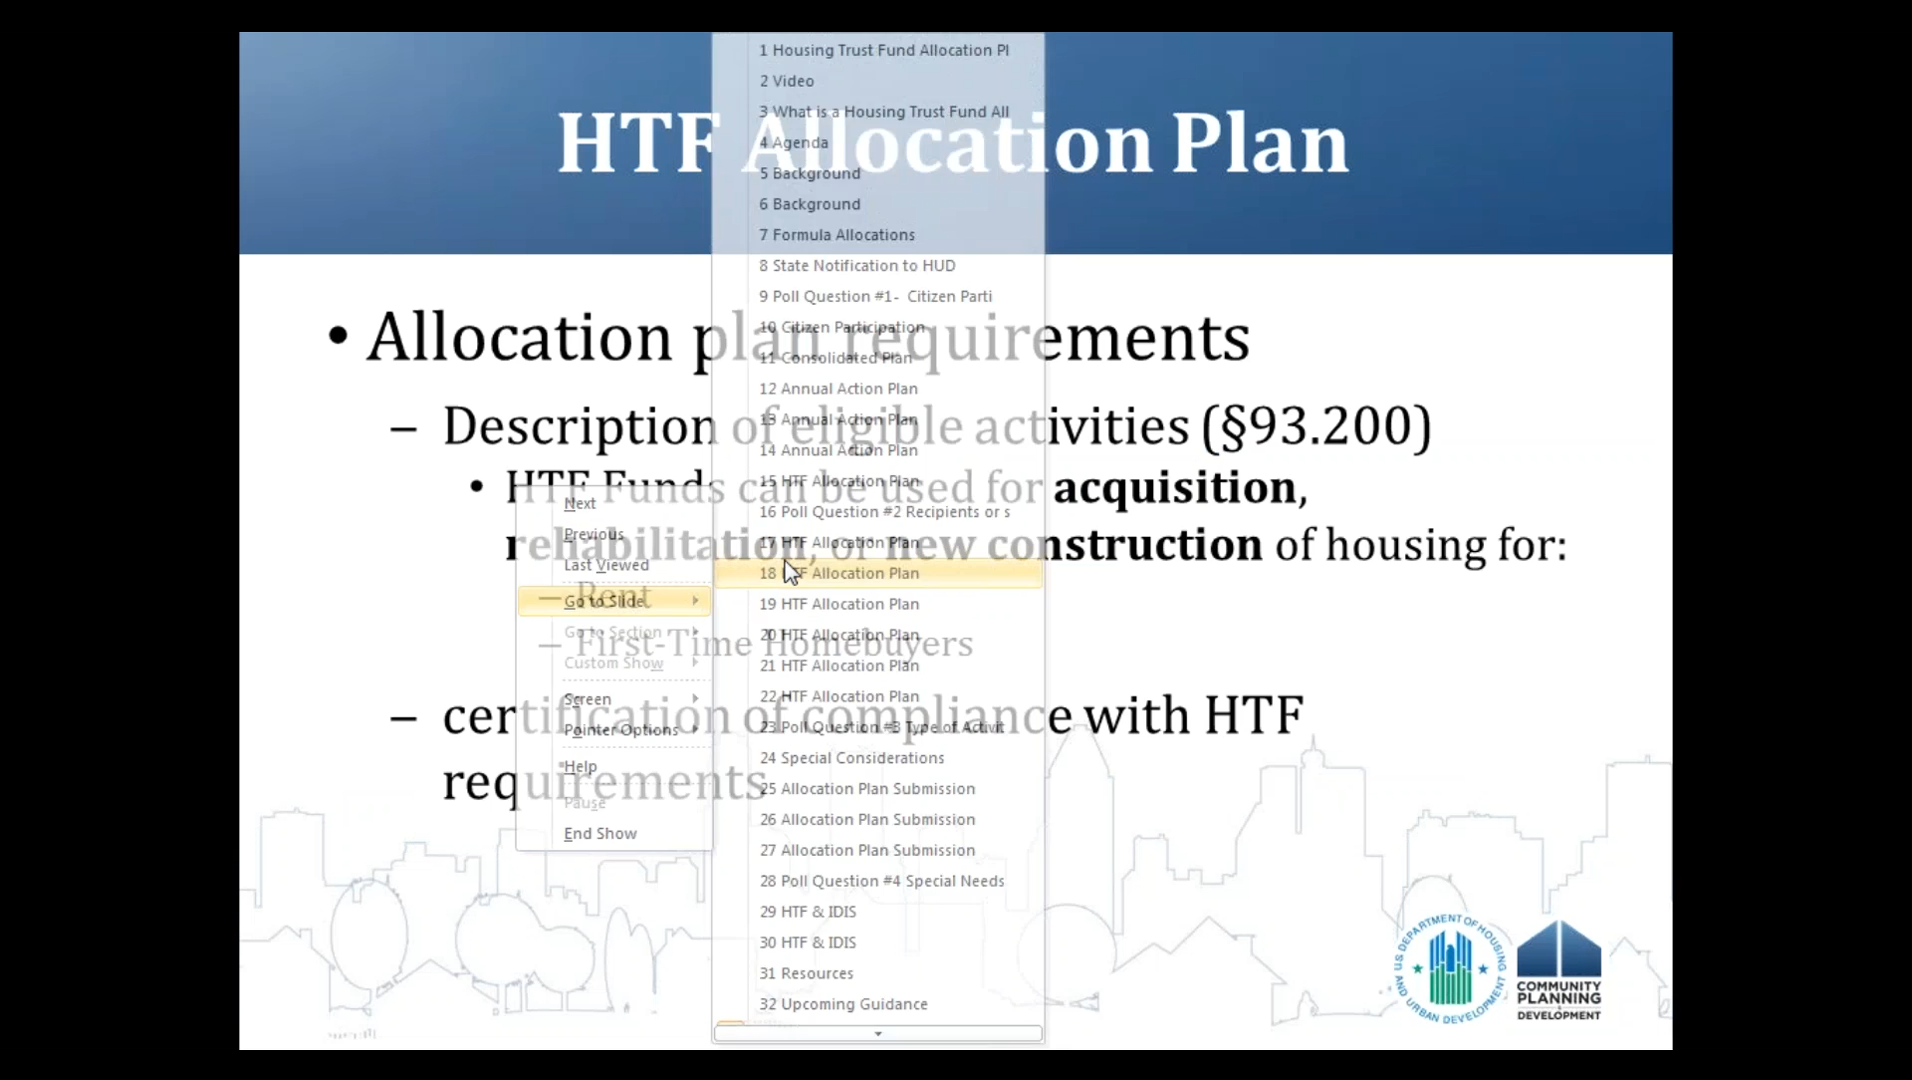 HTF Allocation Plan
• Allocation plan requirements
– Description of eligible activities (§93.200)
• HTF Funds can be used for acquisition,
rehabilitation, or new construction of housing for:
– Rent
– First-Time Homebuyers
– certification of compliance with HTF
requirements
Next
Previous
Last Viewed
Go to Slide
Go to Section
Custom Show
Screen
Pointer Options
Help
Pause
End Show
1 Housing Trust Fund Allocation Pl
2 Video
3 What is a Housing Trust Fund All
4 Agenda
5 Background
6 Background
7 Formula Allocations
8 State Notification to HUD
9 Poll Question #1-  Citizen Parti
10 Citizen Participation
11 Consolidated Plan
12 Annual Action Plan
13 Annual Action Plan
14 Annual Action Plan
15 HTF Allocation Plan
16 Poll Question #2 Recipients or s
17 HTF Allocation Plan
18 HTF Allocation Plan
19 HTF Allocation Plan
20 HTF Allocation Plan
21 HTF Allocation Plan
22 HTF Allocation Plan
23 Poll Question #3 Type of Activit
24 Special Considerations
25 Allocation Plan Submission
26 Allocation Plan Submission
27 Allocation Plan Submission
28 Poll Question #4 Special Needs
29 HTF & IDIS
30 HTF & IDIS
31 Resources
32 Upcoming Guidance
U.S. DEPARTMENT OF HOUSING
AND URBAN DEVELOPMENT
COMMUNITY
PLANNING
DEVELOPMENT